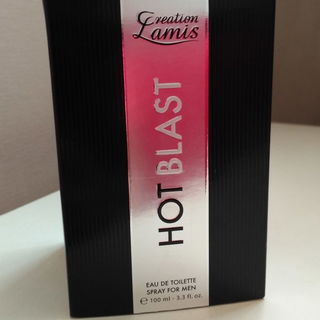 Creation
Lamis
HOT BLAST
EAU DE TOILETTE
SPRAY FOR MEN
℮ 100 ml - 3.3 fl. oz.